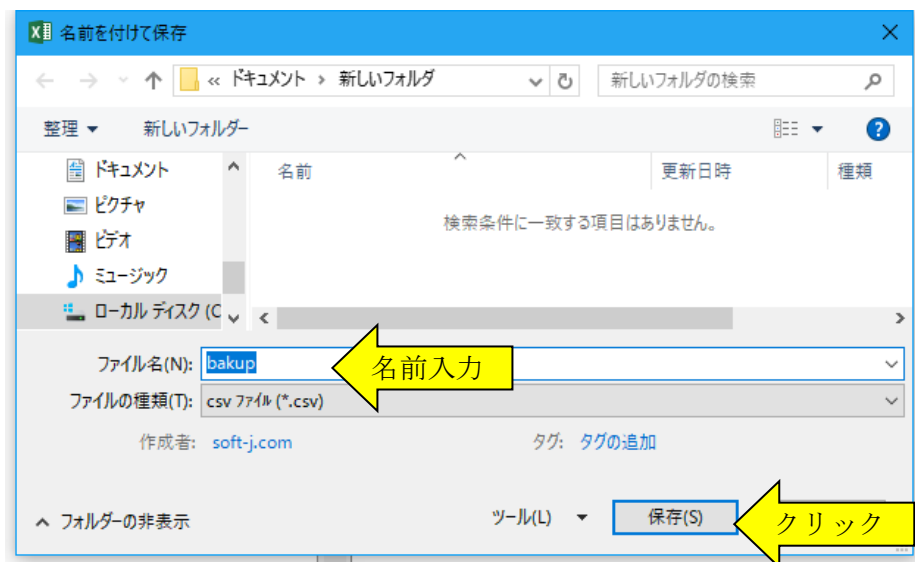 名前を付けて保存
« ドキュメント › 新しいフォルダ
新しいフォルダの検索
整理 ▼ 新しいフォルダー
ドキュメント
ピクチャ
ビデオ
ミュージック
ローカル ディスク (C
名前 更新日時 種類
検索条件に一致する項目はありません。
ファイル名(N): bakup
名前入力
ファイルの種類(T): csv ファイル (*.csv)
作成者: soft-j.com タグ: タグの追加
フォルダーの非表示 ツール(L) ▼ 保存(S)
クリック